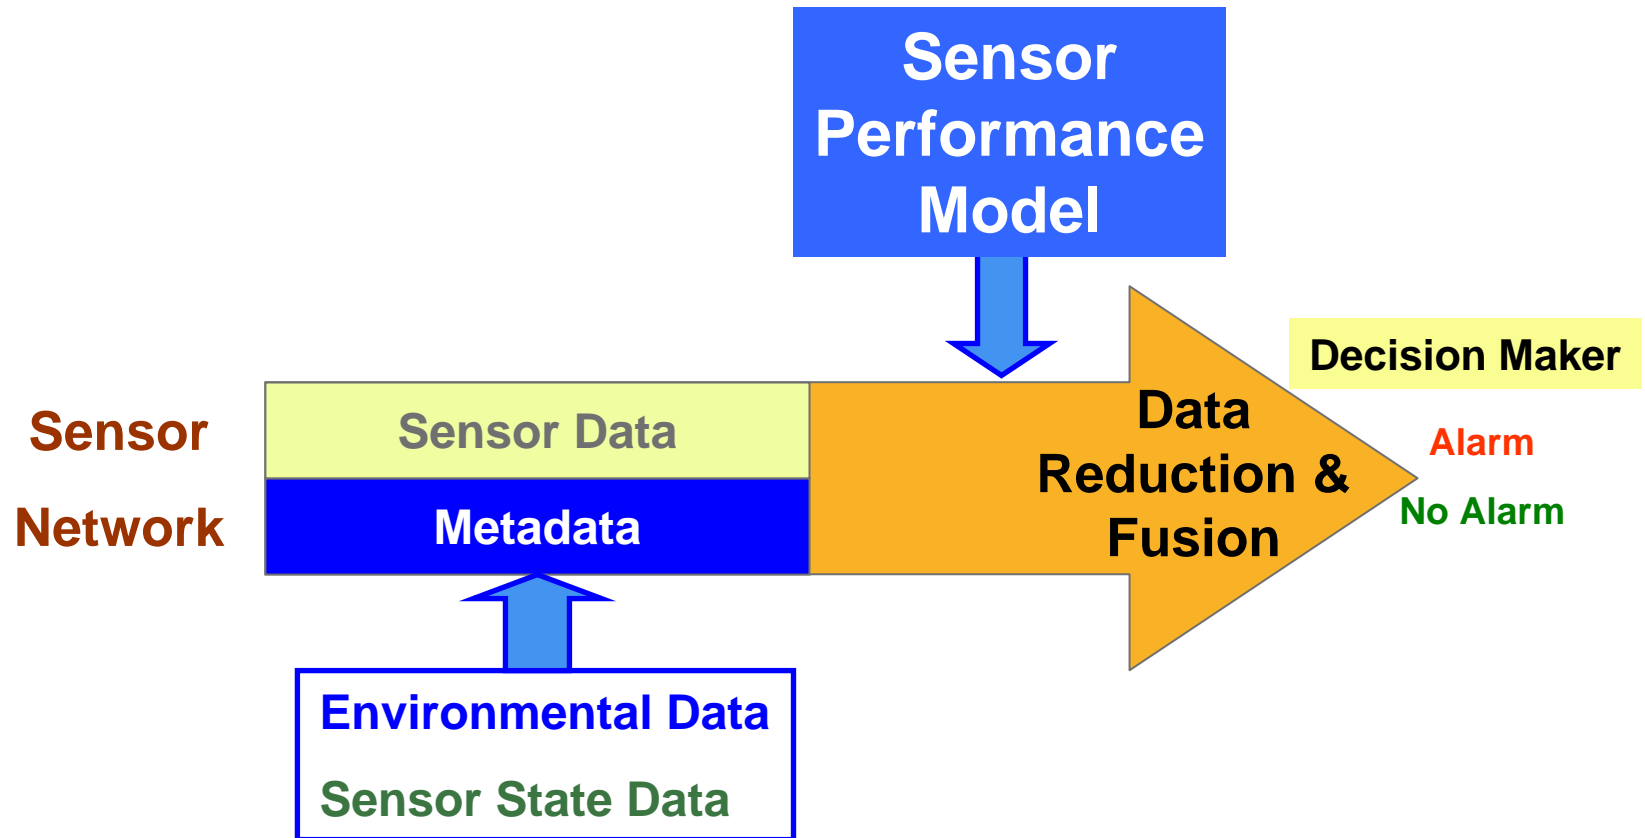 Sensor
Performance
Model
Decision Maker
Sensor
Network
Sensor Data
Metadata
Data
Reduction &
Fusion
Alarm
No Alarm
Environmental Data
Sensor State Data